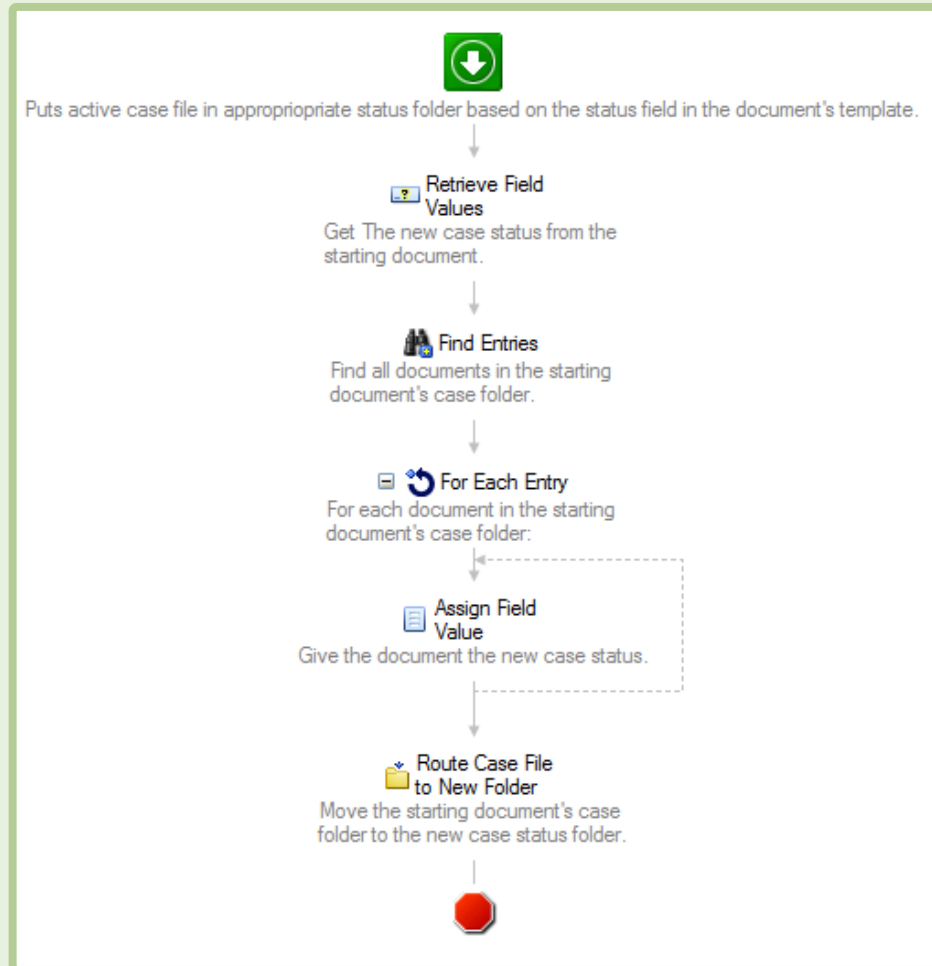 Puts active case file in appropriopriate status folder based on the status field in the document's template.
Retrieve Field
Values
Get The new case status from the
starting document.
Find Entries
Find all documents in the starting
document's case folder.
For Each Entry
For each document in the starting
document's case folder:
Assign Field
Value
Give the document the new case status.
Route Case File
to New Folder
Move the starting document's case
folder to the new case status folder.